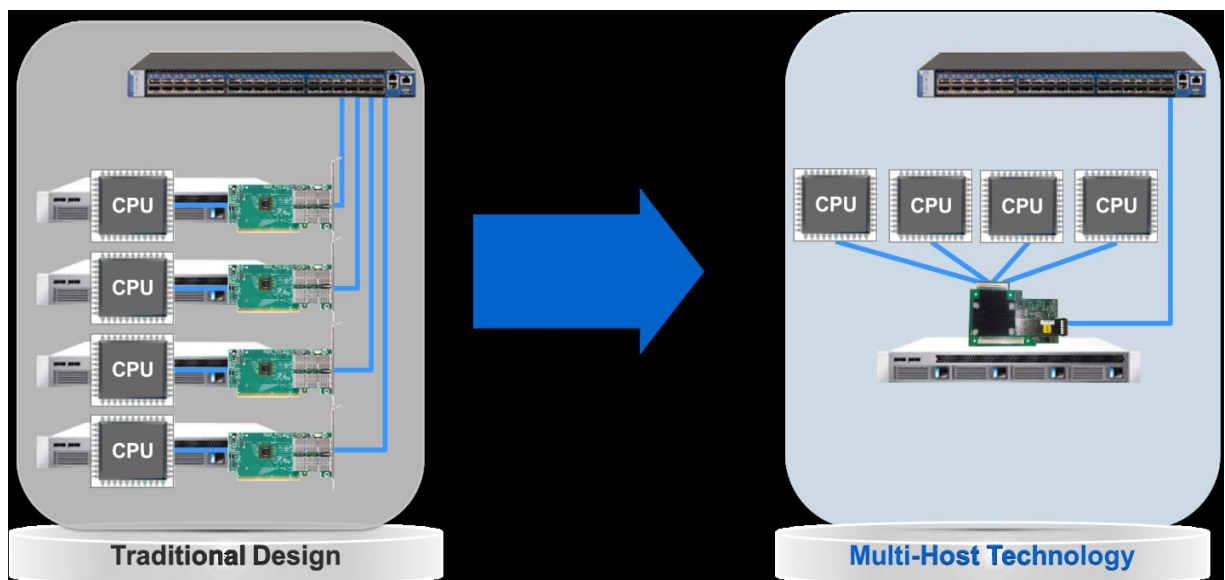 CPU
CPU
CPU
CPU
Traditional Design
CPU CPU CPU CPU
Multi-Host Technology